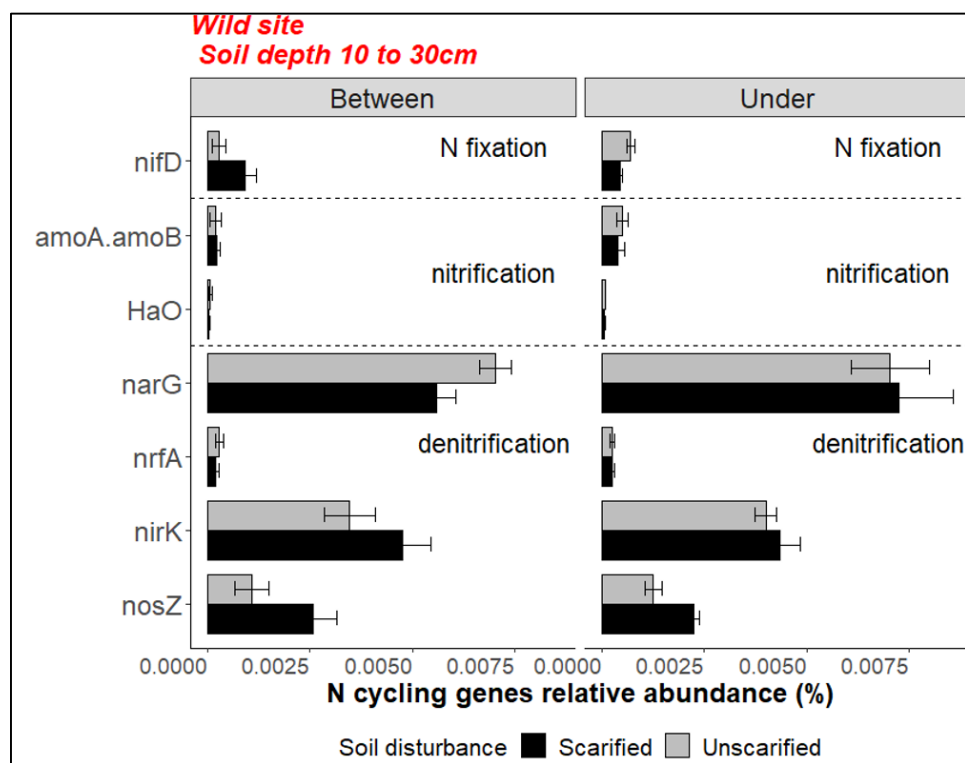 Wild site
Soil depth 10 to 30cm
Between
Under
nifD
N fixation
N fixation
amoA.amoB
nitrification
nitrification
HaO
narG
denitrification
denitrification
nrfA
nirK
nosZ
0.0000 0.0025 0.0050 0.0075 0.0000 0.0025 0.0050 0.0075
N cycling genes relative abundance (%)
Soil disturbance Scarified Unscarified